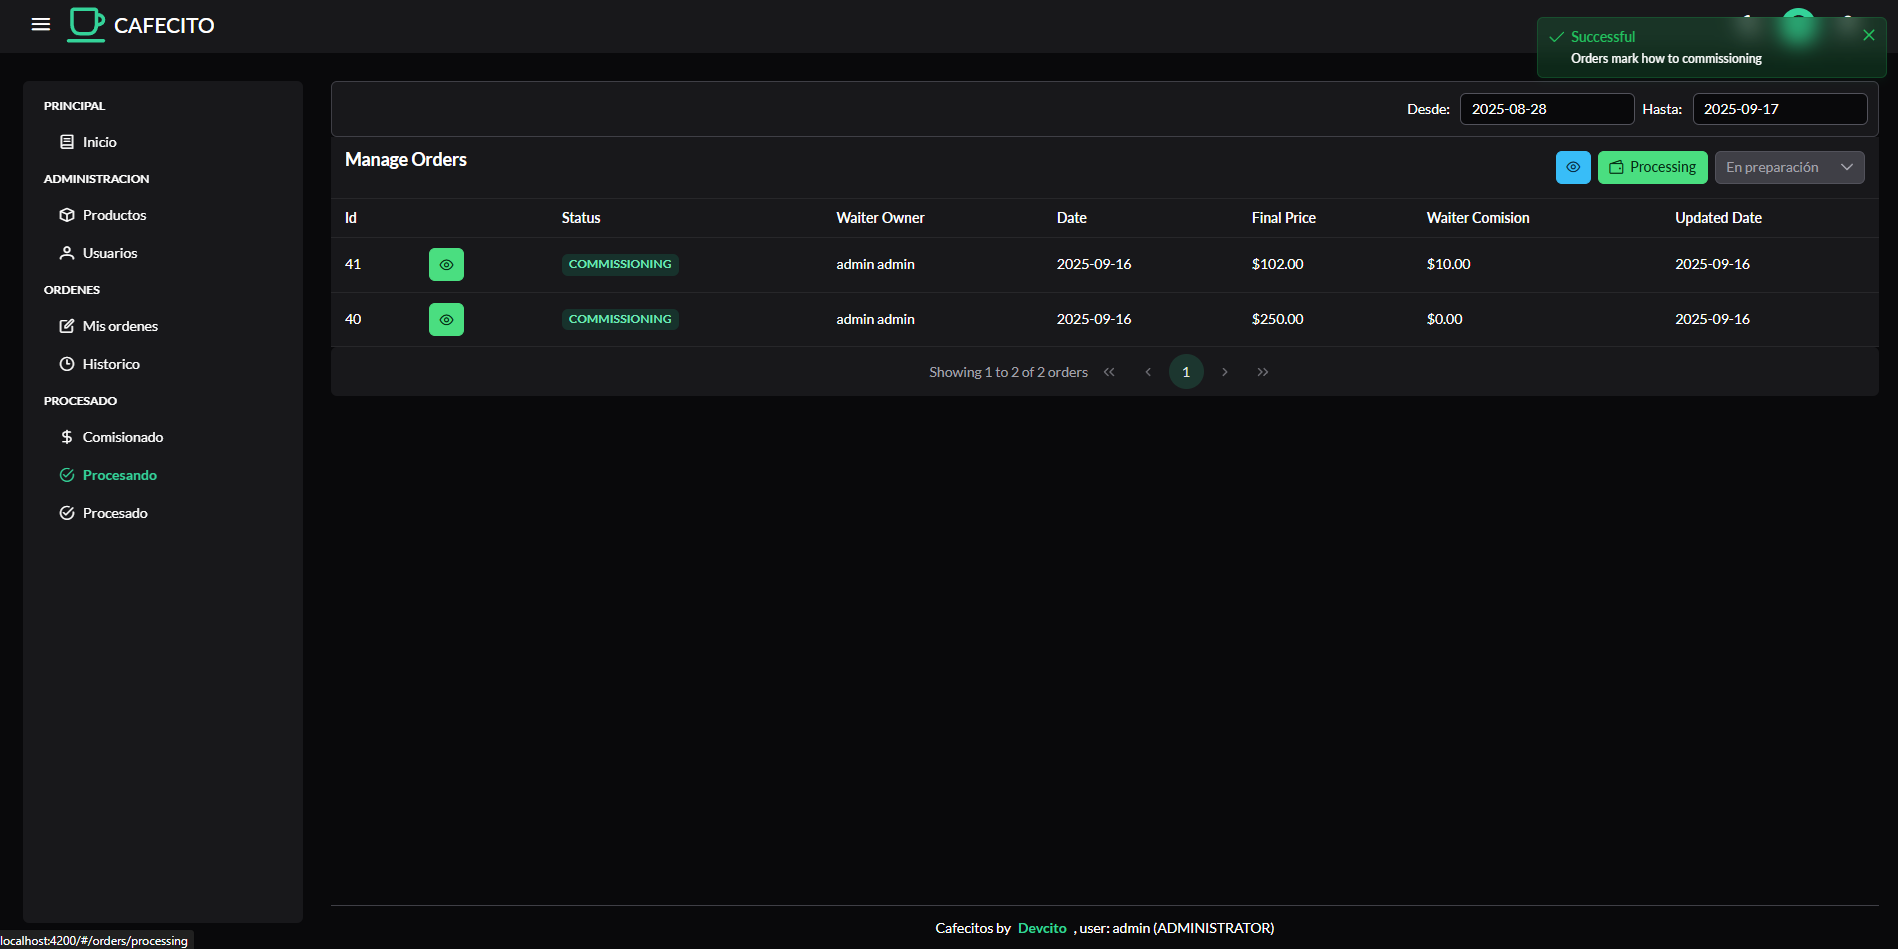 CAFECITO
Successful
Orders mark how to commissioning
PRINCIPAL
Inicio
ADMINISTRACION
Productos
Usuarios
ORDENES
Mis ordenes
Historico
PROCESADO
Comisionado
Procesando
Procesado
Desde: 2025-08-28 Hasta: 2025-09-17
Manage Orders
Processing En preparación
Id Status Waiter Owner Date Final Price Waiter Comision Updated Date
41 COMMISSIONING admin admin 2025-09-16 $102.00 $10.00 2025-09-16
40 COMMISSIONING admin admin 2025-09-16 $250.00 $0.00 2025-09-16
Showing 1 to 2 of 2 orders « ‹ 1 › »
Cafecitos by Devcito , user: admin (ADMINISTRATOR)
localhost:4200/#/orders/processing